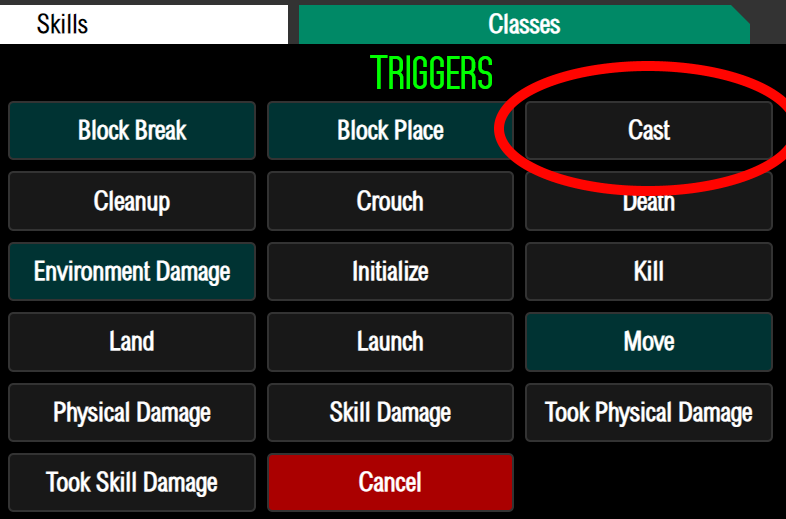 Skills
Classes
TRIGGERS
Block Break
Block Place
Cast
Cleanup
Crouch
Death
Environment Damage
Initialize
Kill
Land
Launch
Move
Physical Damage
Skill Damage
Took Physical Damage
Took Skill Damage
Cancel